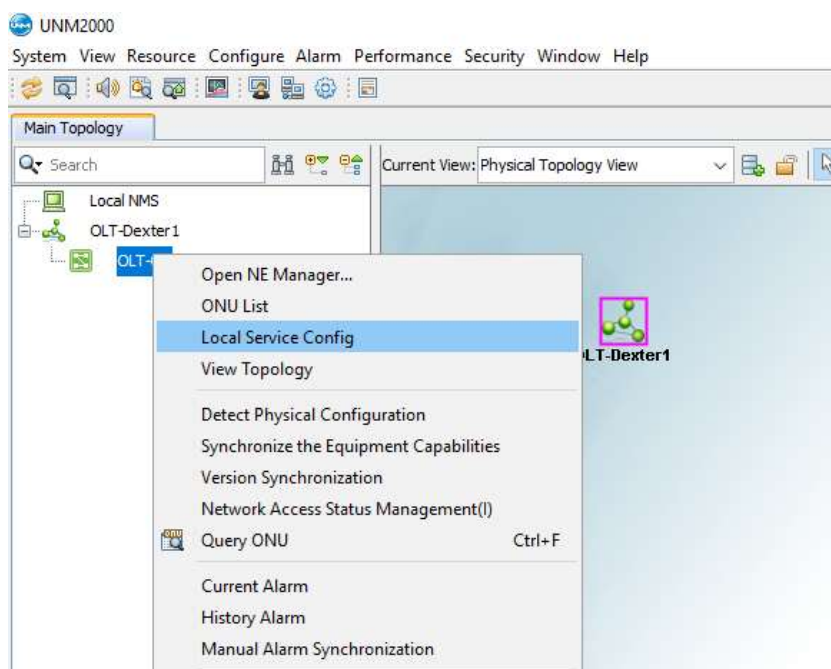 UNM2000
System View Resource Configure Alarm Performance Security Window Help
Main Topology
Search
Current View: Physical Topology View
Local NMS
OLT-Dexter1
Open NE Manager...
ONU List
Local Service Config
View Topology
LT-Dexter1
Detect Physical Configuration
Synchronize the Equipment Capabilities
Version Synchronization
Network Access Status Management(I)
Query ONU Ctrl+F
Current Alarm
History Alarm
Manual Alarm Synchronization